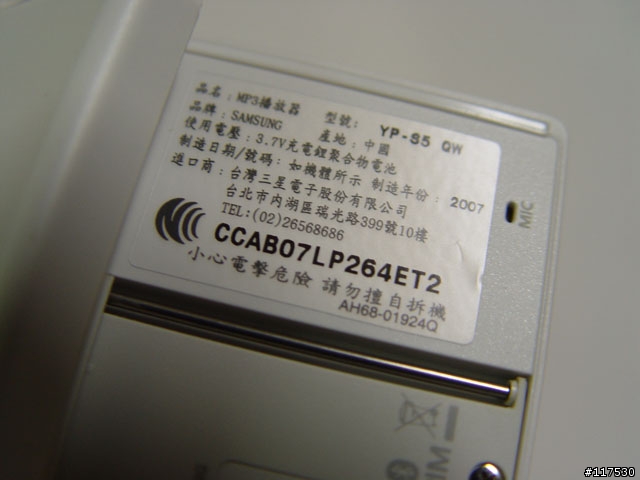 品名：MP3播放器 型號： YP-S5 QW
品牌：SAMSUNG 產地：中國
使用電壓：3.7V充電鋰聚合物電池
製造日期/號碼：如機體所示 製造年份：2007
進口商：台灣三星電子股份有限公司
台北市內湖區瑞光路399號10樓
TEL:(02)26568686
CCAB07LP264ET2
小心電擊危險 請勿擅自拆機
AH68-01924Q
MIC
#117530